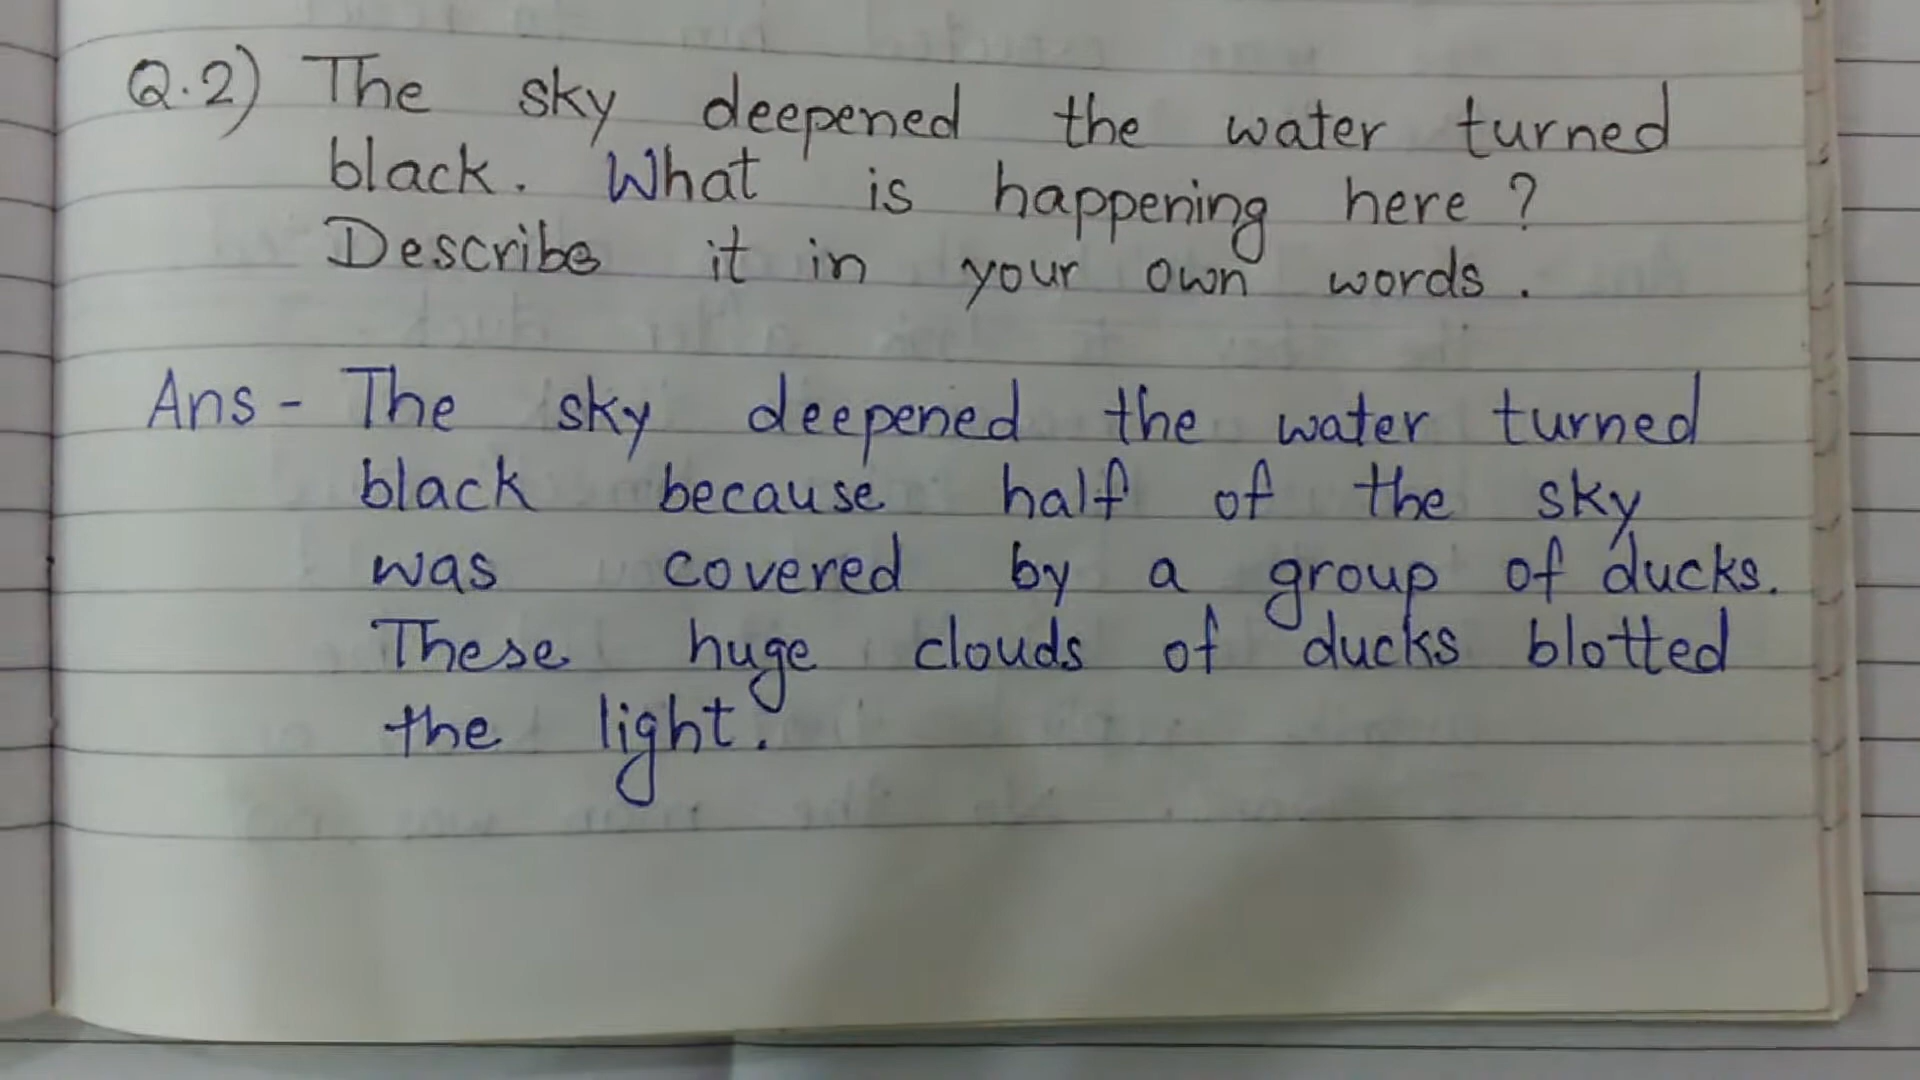 Q.2) The sky deepened the water turned
black. What is happening here ?
Describe it in your own words.
Ans - The sky deepened the water turned
black because half of the sky
was covered by a group of ducks.
These huge clouds of ducks blotted
the light.